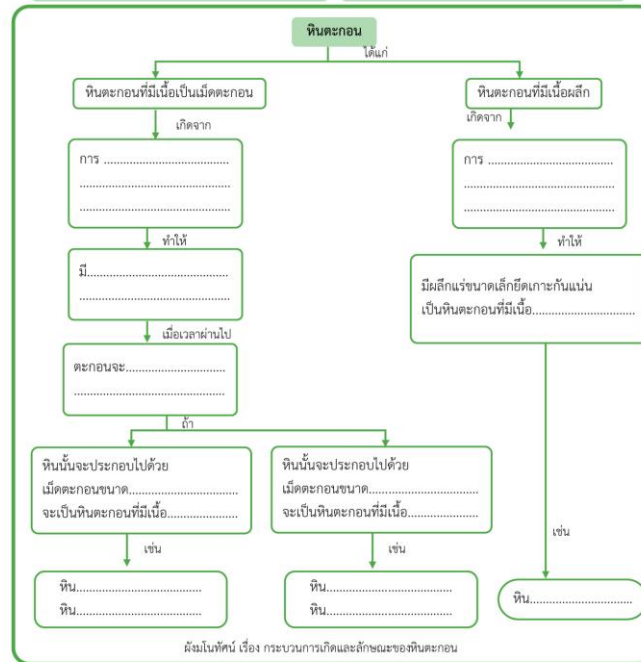 หินตะกอน
ได้แก่
หินตะกอนที่มีเนื้อเป็นเม็ดตะกอน
หินตะกอนที่มีเนื้อผลึก
เกิดจาก
เกิดจาก
การ ......................................
..............................................
..............................................
การ ......................................
..............................................
..............................................
ทำให้
ทำให้
มี...........................................
..............................................
มีผลึกแร่ขนาดเล็กยึดเกาะกันแน่น
เป็นหินตะกอนที่มีเนื้อ.......................
เมื่อเวลาผ่านไป
ตะกอนจะ..............................
..............................................
ถ้า
หินนั้นจะประกอบไปด้วย
เม็ดตะกอนขนาด.................................
จะเป็นหินตะกอนที่มีเนื้อ.....................
หินนั้นจะประกอบไปด้วย
เม็ดตะกอนขนาด.................................
จะเป็นหินตะกอนที่มีเนื้อ.....................
เช่น
เช่น
เช่น
หิน......................................
หิน......................................
หิน......................................
หิน......................................
หิน...............................
ผังมโนทัศน์ เรื่อง กระบวนการเกิดและลักษณะของหินตะกอน